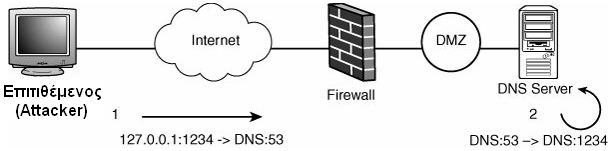 Internet
DMZ
Firewall
DNS Server
Επιτιθέμενος
(Attacker)
1
2
127.0.0.1:1234 -> DNS:53
DNS:53 –> DNS:1234